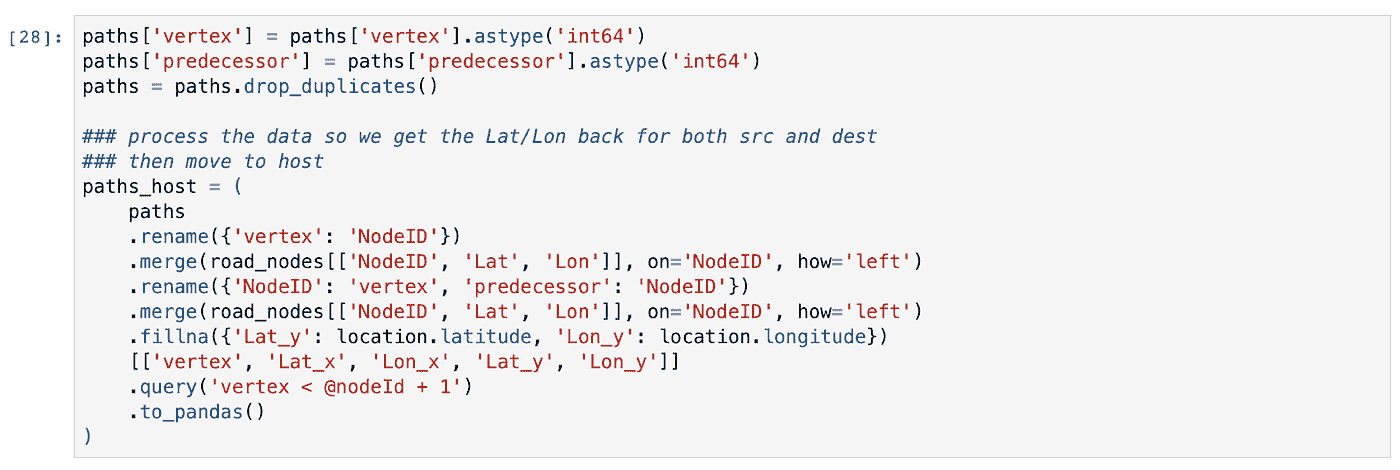 [28]: paths['vertex'] = paths['vertex'].astype('int64')
paths['predecessor'] = paths['predecessor'].astype('int64')
paths = paths.drop_duplicates()
### process the data so we get the Lat/Lon back for both src and dest
### then move to host
paths_host = (
    paths
    .rename({'vertex': 'NodeID'})
    .merge(road_nodes[['NodeID', 'Lat', 'Lon']], on='NodeID', how='left')
    .rename({'NodeID': 'vertex', 'predecessor': 'NodeID'})
    .merge(road_nodes[['NodeID', 'Lat', 'Lon']], on='NodeID', how='left')
    .fillna({'Lat_y': location.latitude, 'Lon_y': location.longitude})
    [['vertex', 'Lat_x', 'Lon_x', 'Lat_y', 'Lon_y']]
    .query('vertex < @nodeId + 1')
    .to_pandas()
)